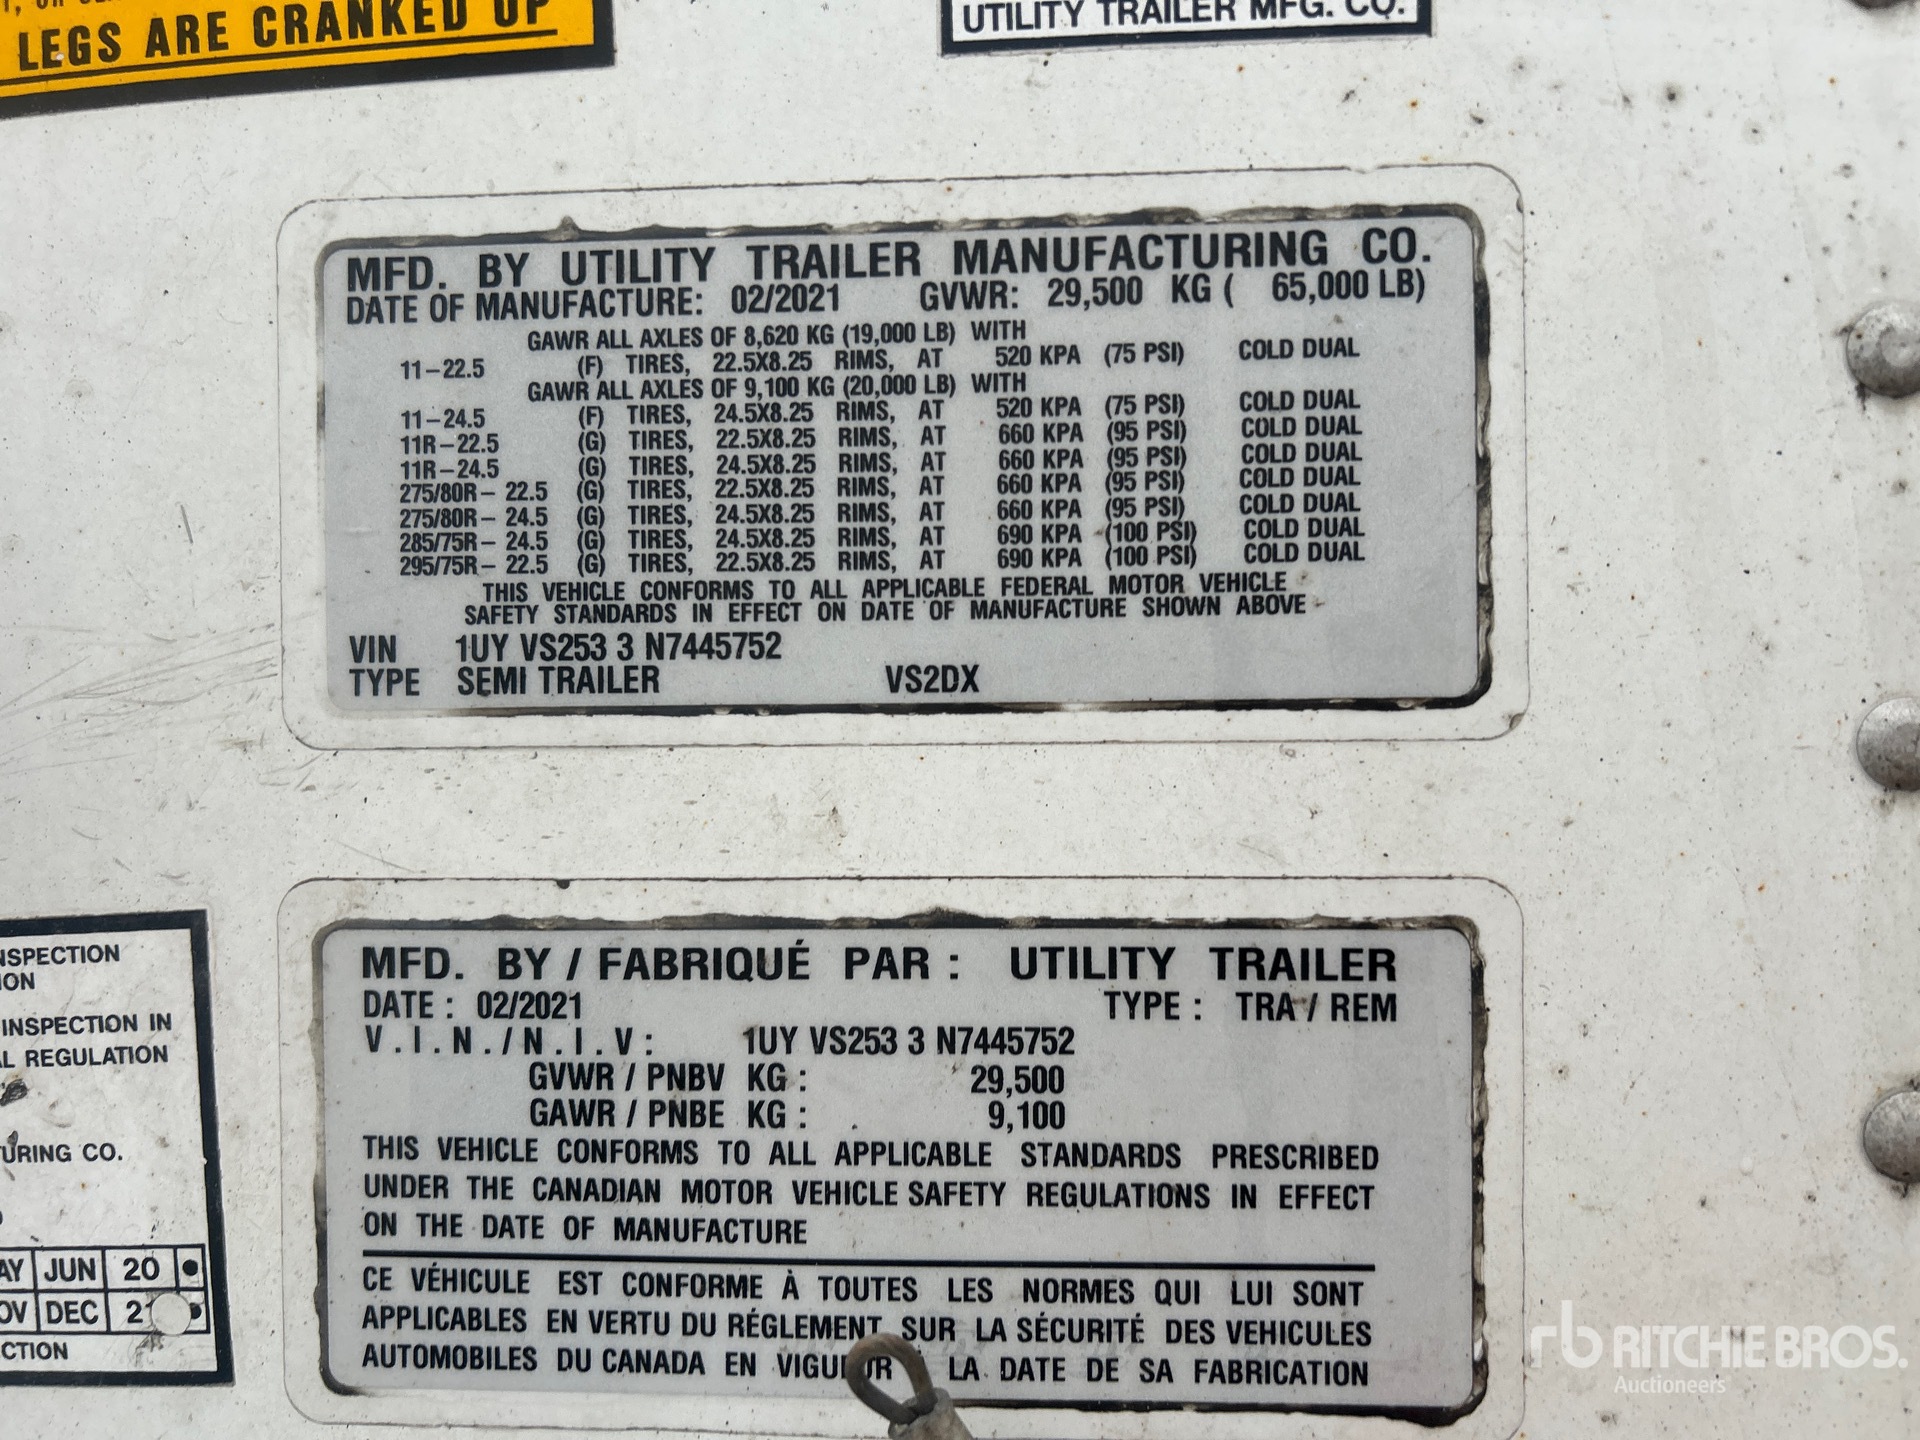 LEGS ARE CRANKED UP
UTILITY TRAILER MFG. CO.
MFD. BY UTILITY TRAILER MANUFACTURING CO.
DATE OF MANUFACTURE: 02/2021 GVWR: 29,500 KG ( 65,000 LB)
GAWR ALL AXLES OF 8,620 KG (19,000 LB) WITH
11-22.5 (F) TIRES, 22.5X8.25 RIMS, AT 520 KPA (75 PSI) COLD DUAL
GAWR ALL AXLES OF 9,100 KG (20,000 LB) WITH
11-24.5 (F) TIRES, 24.5X8.25 RIMS, AT 520 KPA (75 PSI) COLD DUAL
11R-22.5 (G) TIRES, 22.5X8.25 RIMS, AT 660 KPA (95 PSI) COLD DUAL
11R-24.5 (G) TIRES, 24.5X8.25 RIMS, AT 660 KPA (95 PSI) COLD DUAL
275/80R- 22.5 (G) TIRES, 22.5X8.25 RIMS, AT 660 KPA (95 PSI) COLD DUAL
275/80R- 24.5 (G) TIRES, 24.5X8.25 RIMS, AT 660 KPA (95 PSI) COLD DUAL
285/75R- 24.5 (G) TIRES, 24.5X8.25 RIMS, AT 690 KPA (100 PSI) COLD DUAL
295/75R- 22.5 (G) TIRES, 22.5X8.25 RIMS, AT 690 KPA (100 PSI) COLD DUAL
THIS VEHICLE CONFORMS TO ALL APPLICABLE FEDERAL MOTOR VEHICLE
SAFETY STANDARDS IN EFFECT ON DATE OF MANUFACTURE SHOWN ABOVE
VIN 1UY VS253 3 N7445752
TYPE SEMI TRAILER VS2DX
MFD. BY / FABRIQUÉ PAR : UTILITY TRAILER
DATE : 02/2021 TYPE : TRA / REM
V.I.N./N.I.V: 1UY VS253 3 N7445752
GVWR / PNBV KG : 29,500
GAWR / PNBE KG : 9,100
THIS VEHICLE CONFORMS TO ALL APPLICABLE STANDARDS PRESCRIBED
UNDER THE CANADIAN MOTOR VEHICLE SAFETY REGULATIONS IN EFFECT
ON THE DATE OF MANUFACTURE
CE VÉHICULE EST CONFORME À TOUTES LES NORMES QUI LUI SONT
APPLICABLES EN VERTU DU RÉGLEMENT SUR LA SÉCURITÉ DES VEHICULES
AUTOMOBILES DU CANADA EN VIGUEUR LA DATE DE SA FABRICATION
INSPECTION IN
REGULATION
CO.
JUN 20
DEC
rb RITCHIE BROS.
Auctioneers